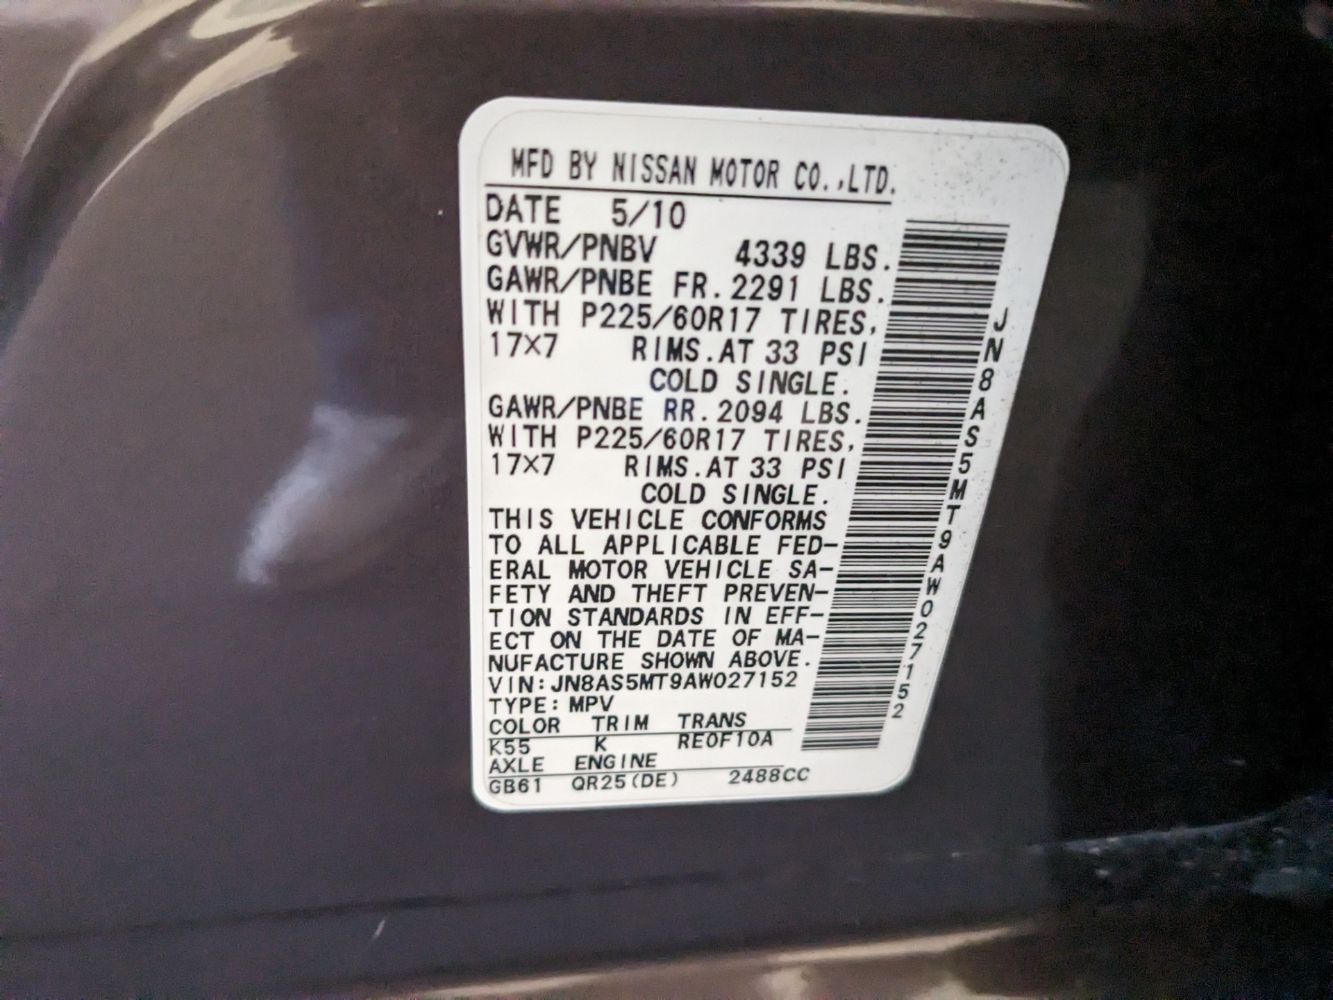 MFD BY NISSAN MOTOR CO.,LTD.
DATE 5/10
GVWR/PNBV 4339 LBS.
GAWR/PNBE FR.2291 LBS.
WITH P225/60R17 TIRES,
17×7 RIMS.AT 33 PSI
COLD SINGLE.
GAWR/PNBE RR.2094 LBS.
WITH P225/60R17 TIRES,
17×7 RIMS.AT 33 PSI
COLD SINGLE.
THIS VEHICLE CONFORMS
TO ALL APPLICABLE FED-
ERAL MOTOR VEHICLE SA-
FETY AND THEFT PREVEN-
TION STANDARDS IN EFF-
ECT ON THE DATE OF MA-
NUFACTURE SHOWN ABOVE.
VIN:JN8AS5MT9AW027152
TYPE:MPV
COLOR TRIM TRANS
K55 K RE0F10A
AXLE ENGINE
GB61 QR25(DE) 2488CC
JN8AS5MT9AW027152